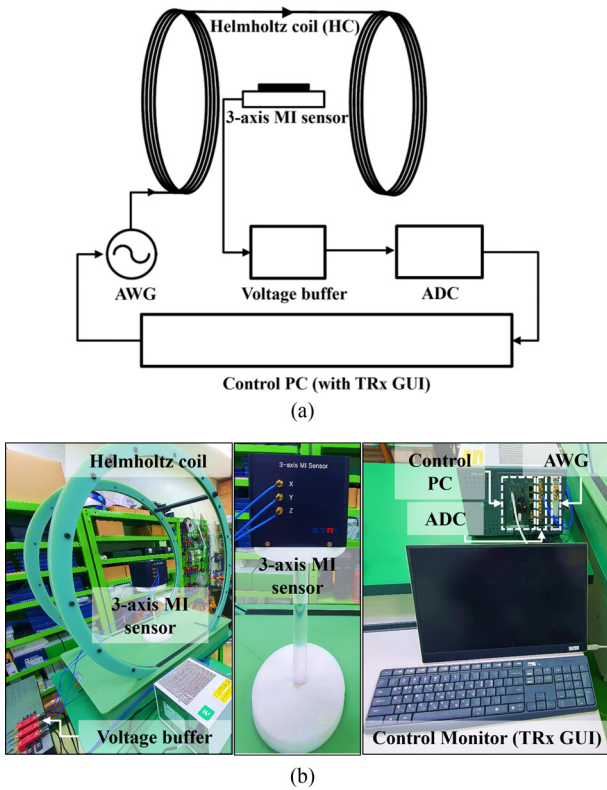 Helmholtz coil (HC)
3-axis MI sensor
AWG
Voltage buffer
ADC
Control PC (with TRx GUI)
(a)
Helmholtz coil
3-axis MI
sensor
Voltage buffer
3-axis MI Sensor
X
Y
Z
ETRI
3-axis MI
sensor
Control
PC
AWG
ADC
Control Monitor (TRx GUI)
(b)